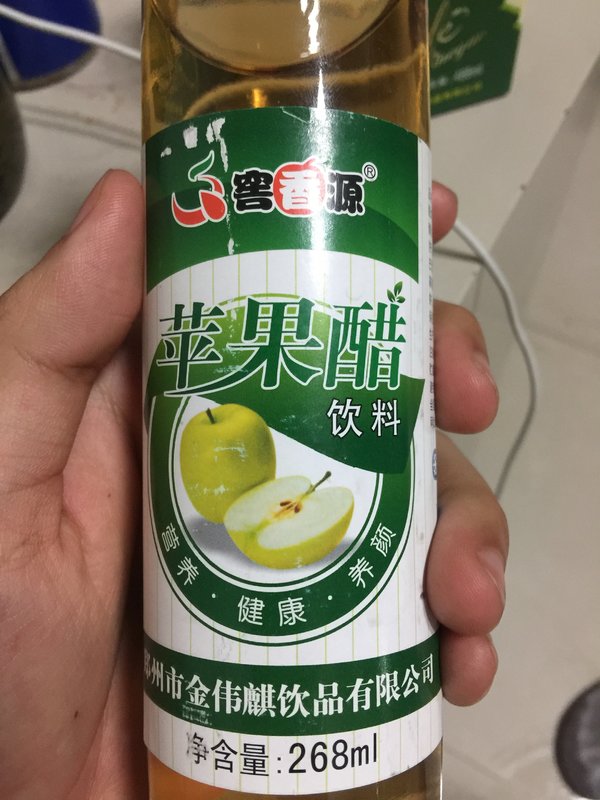 窖香源®
苹果醋
饮料
营养·健康·养颜
郑州市金伟麒饮品有限公司
净含量:268ml